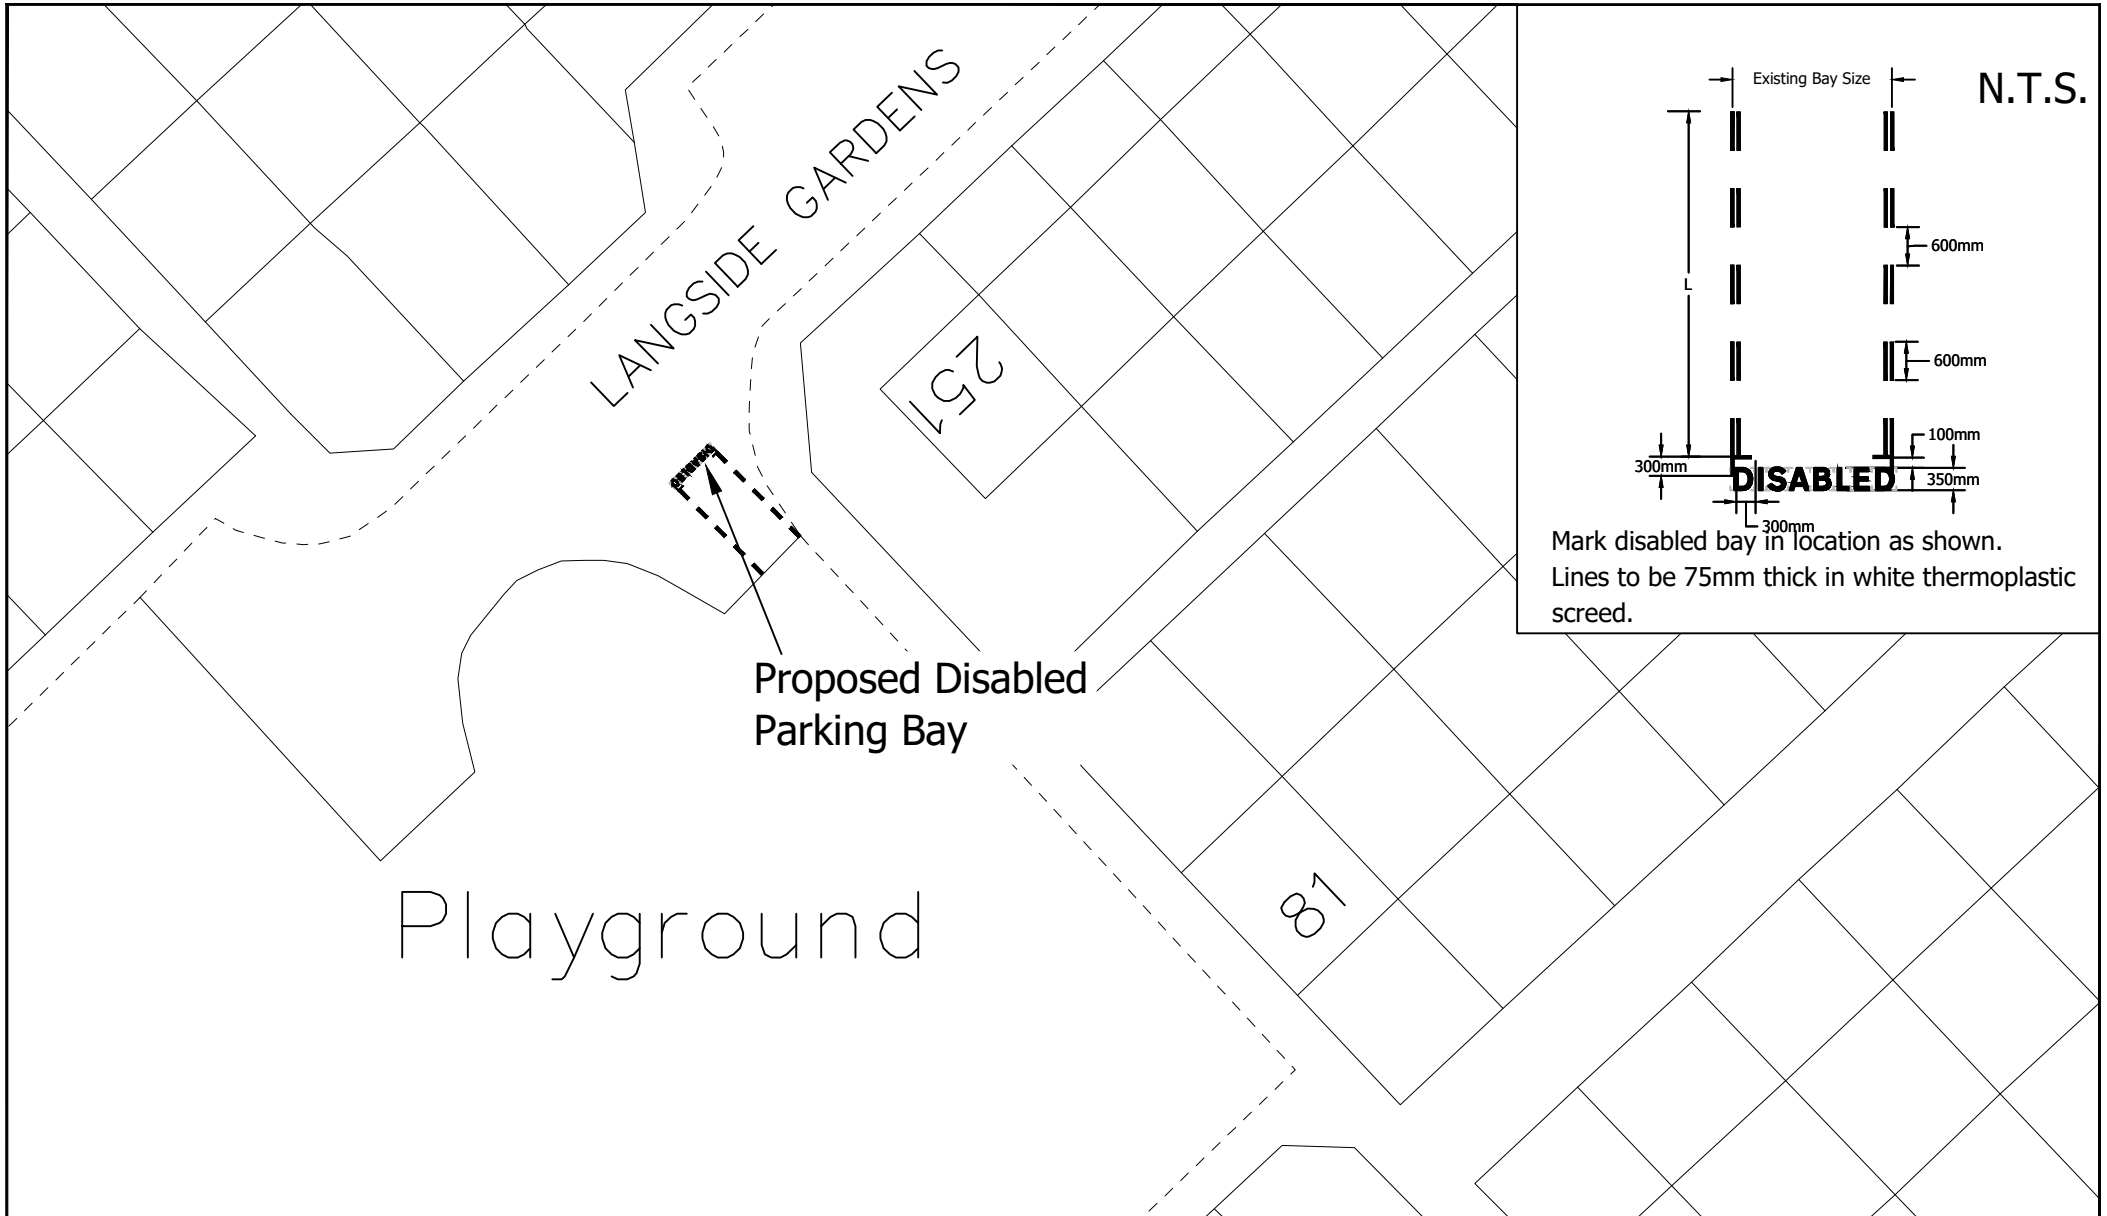 LANGSIDE GARDENS
251
DISABLED
Proposed Disabled
Parking Bay
Playground
81
Existing Bay Size
N.T.S.
600mm
L
600mm
100mm
300mm
DISABLED
350mm
300mm
Mark disabled bay in location as shown.
Lines to be 75mm thick in white thermoplastic
screed.